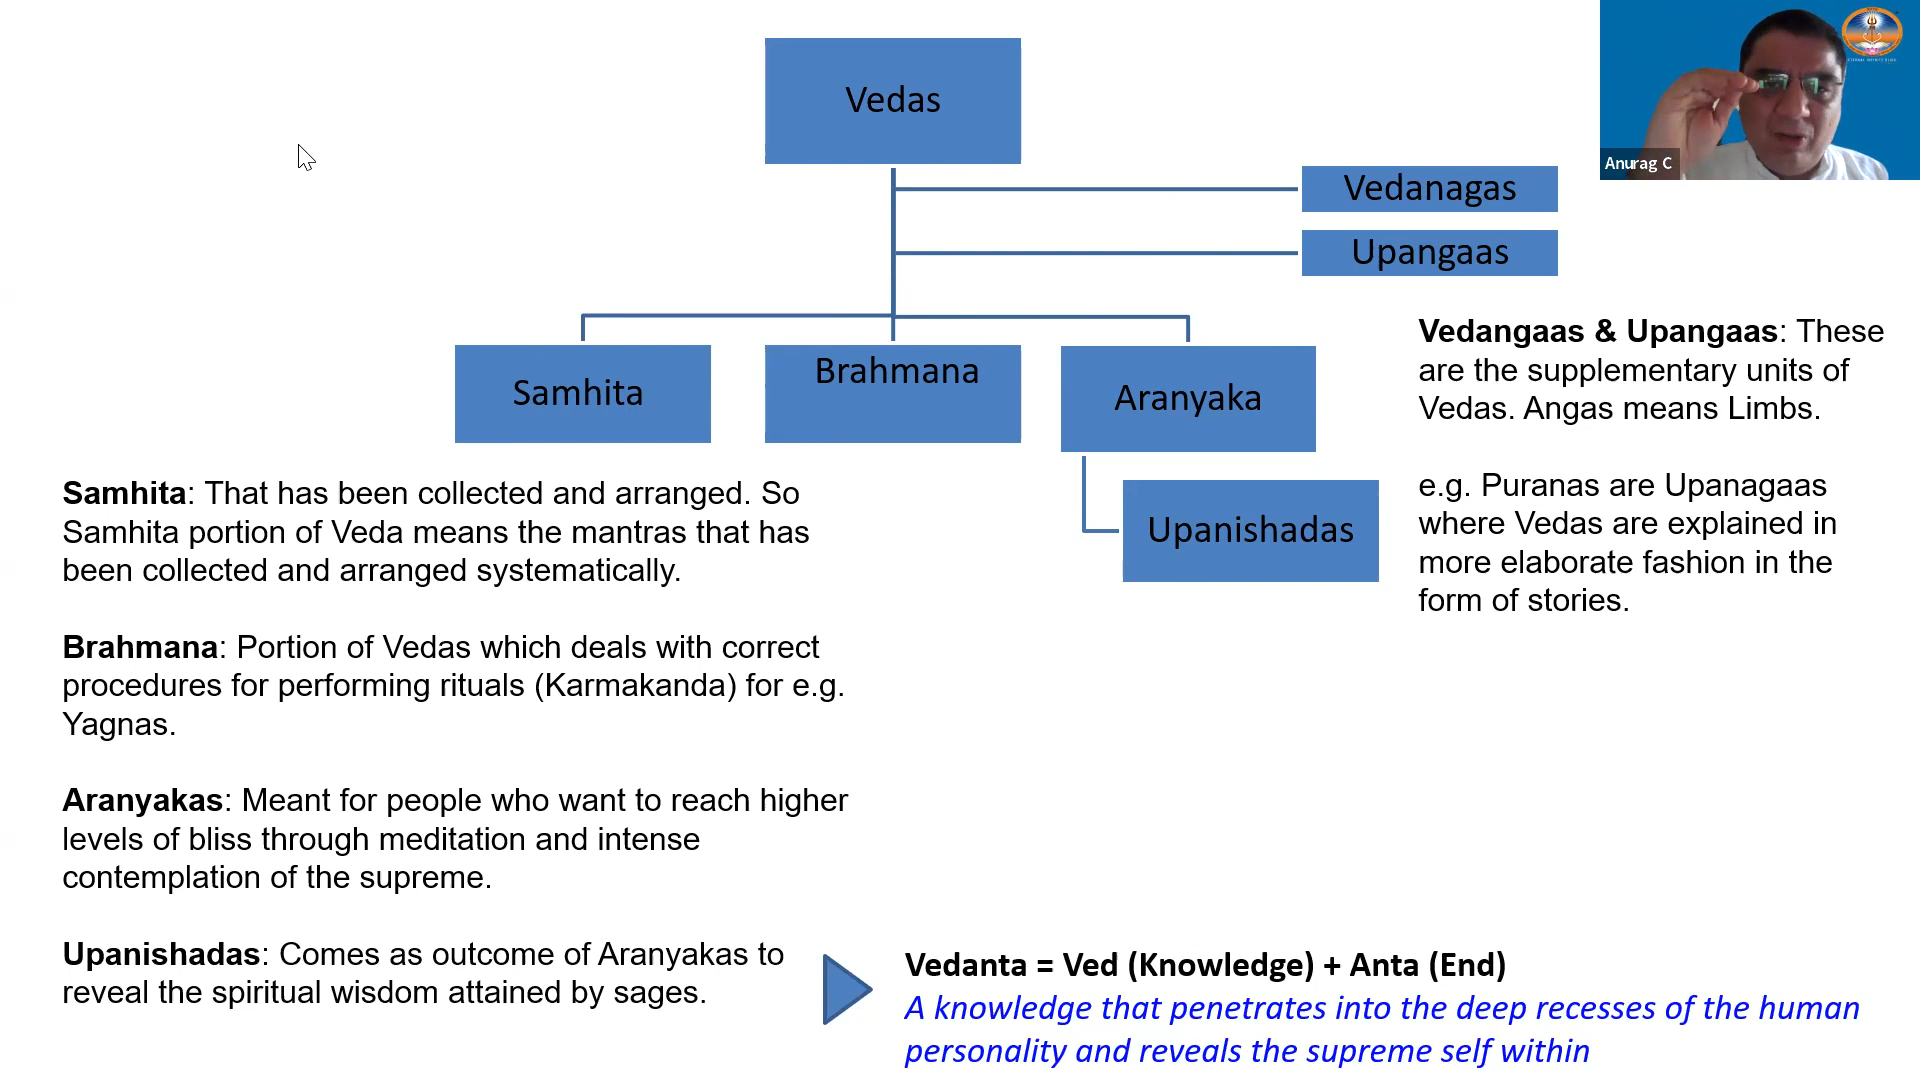 Vedas
Anurag C
Vedanagas
Upangaas
Samhita
Brahmana
Aranyaka
Upanishadas
Vedangaas & Upangaas: These
are the supplementary units of
Vedas. Angas means Limbs.
e.g. Puranas are Upanagaas
where Vedas are explained in
more elaborate fashion in the
form of stories.
Samhita: That has been collected and arranged. So
Samhita portion of Veda means the mantras that has
been collected and arranged systematically.
Brahmana: Portion of Vedas which deals with correct
procedures for performing rituals (Karmakanda) for e.g.
Yagnas.
Aranyakas: Meant for people who want to reach higher
levels of bliss through meditation and intense
contemplation of the supreme.
Upanishadas: Comes as outcome of Aranyakas to
reveal the spiritual wisdom attained by sages.
Vedanta = Ved (Knowledge) + Anta (End)
A knowledge that penetrates into the deep recesses of the human
personality and reveals the supreme self within